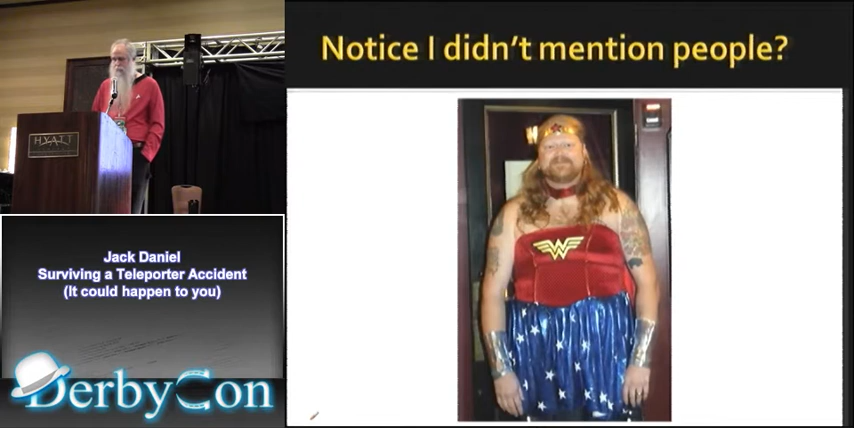 Notice I didn't mention people?
HYATT
W
Jack Daniel
Surviving a Teleporter Accident
(It could happen to you)
DerbyCon